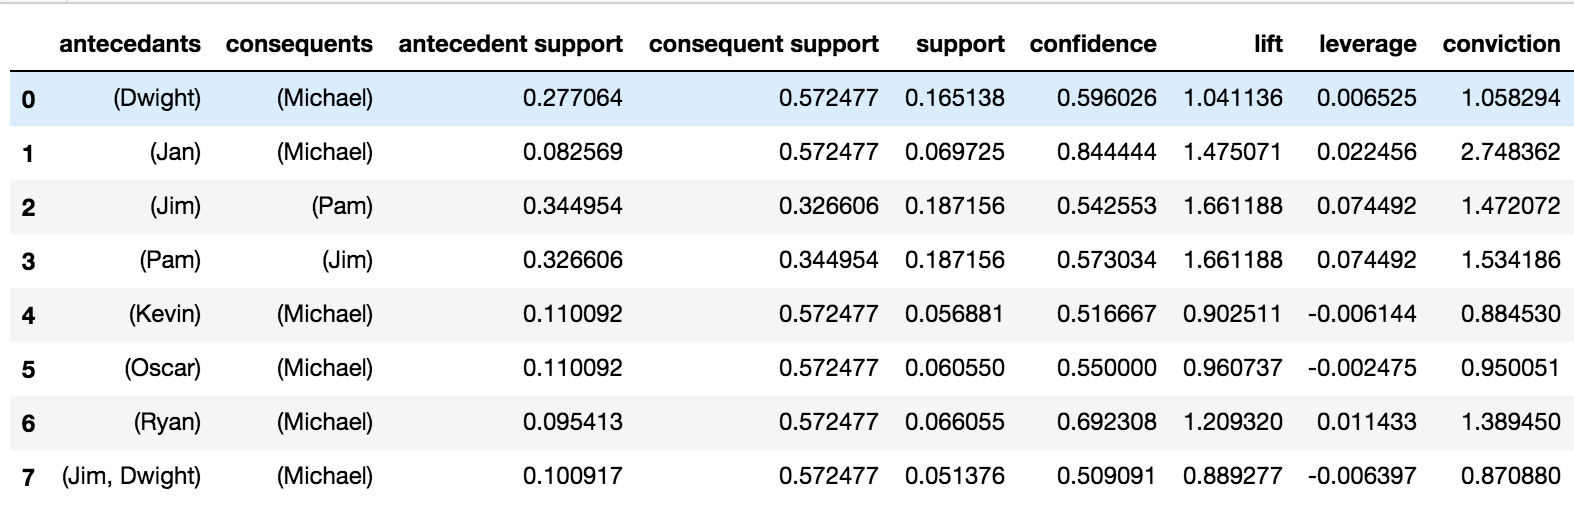 antecedants consequents antecedent support consequent support support confidence lift leverage conviction
0 (Dwight) (Michael) 0.277064 0.572477 0.165138 0.596026 1.041136 0.006525 1.058294
1 (Jan) (Michael) 0.082569 0.572477 0.069725 0.844444 1.475071 0.022456 2.748362
2 (Jim) (Pam) 0.344954 0.326606 0.187156 0.542553 1.661188 0.074492 1.472072
3 (Pam) (Jim) 0.326606 0.344954 0.187156 0.573034 1.661188 0.074492 1.534186
4 (Kevin) (Michael) 0.110092 0.572477 0.056881 0.516667 0.902511 -0.006144 0.884530
5 (Oscar) (Michael) 0.110092 0.572477 0.060550 0.550000 0.960737 -0.002475 0.950051
6 (Ryan) (Michael) 0.095413 0.572477 0.066055 0.692308 1.209320 0.011433 1.389450
7 (Jim, Dwight) (Michael) 0.100917 0.572477 0.051376 0.509091 0.889277 -0.006397 0.870880